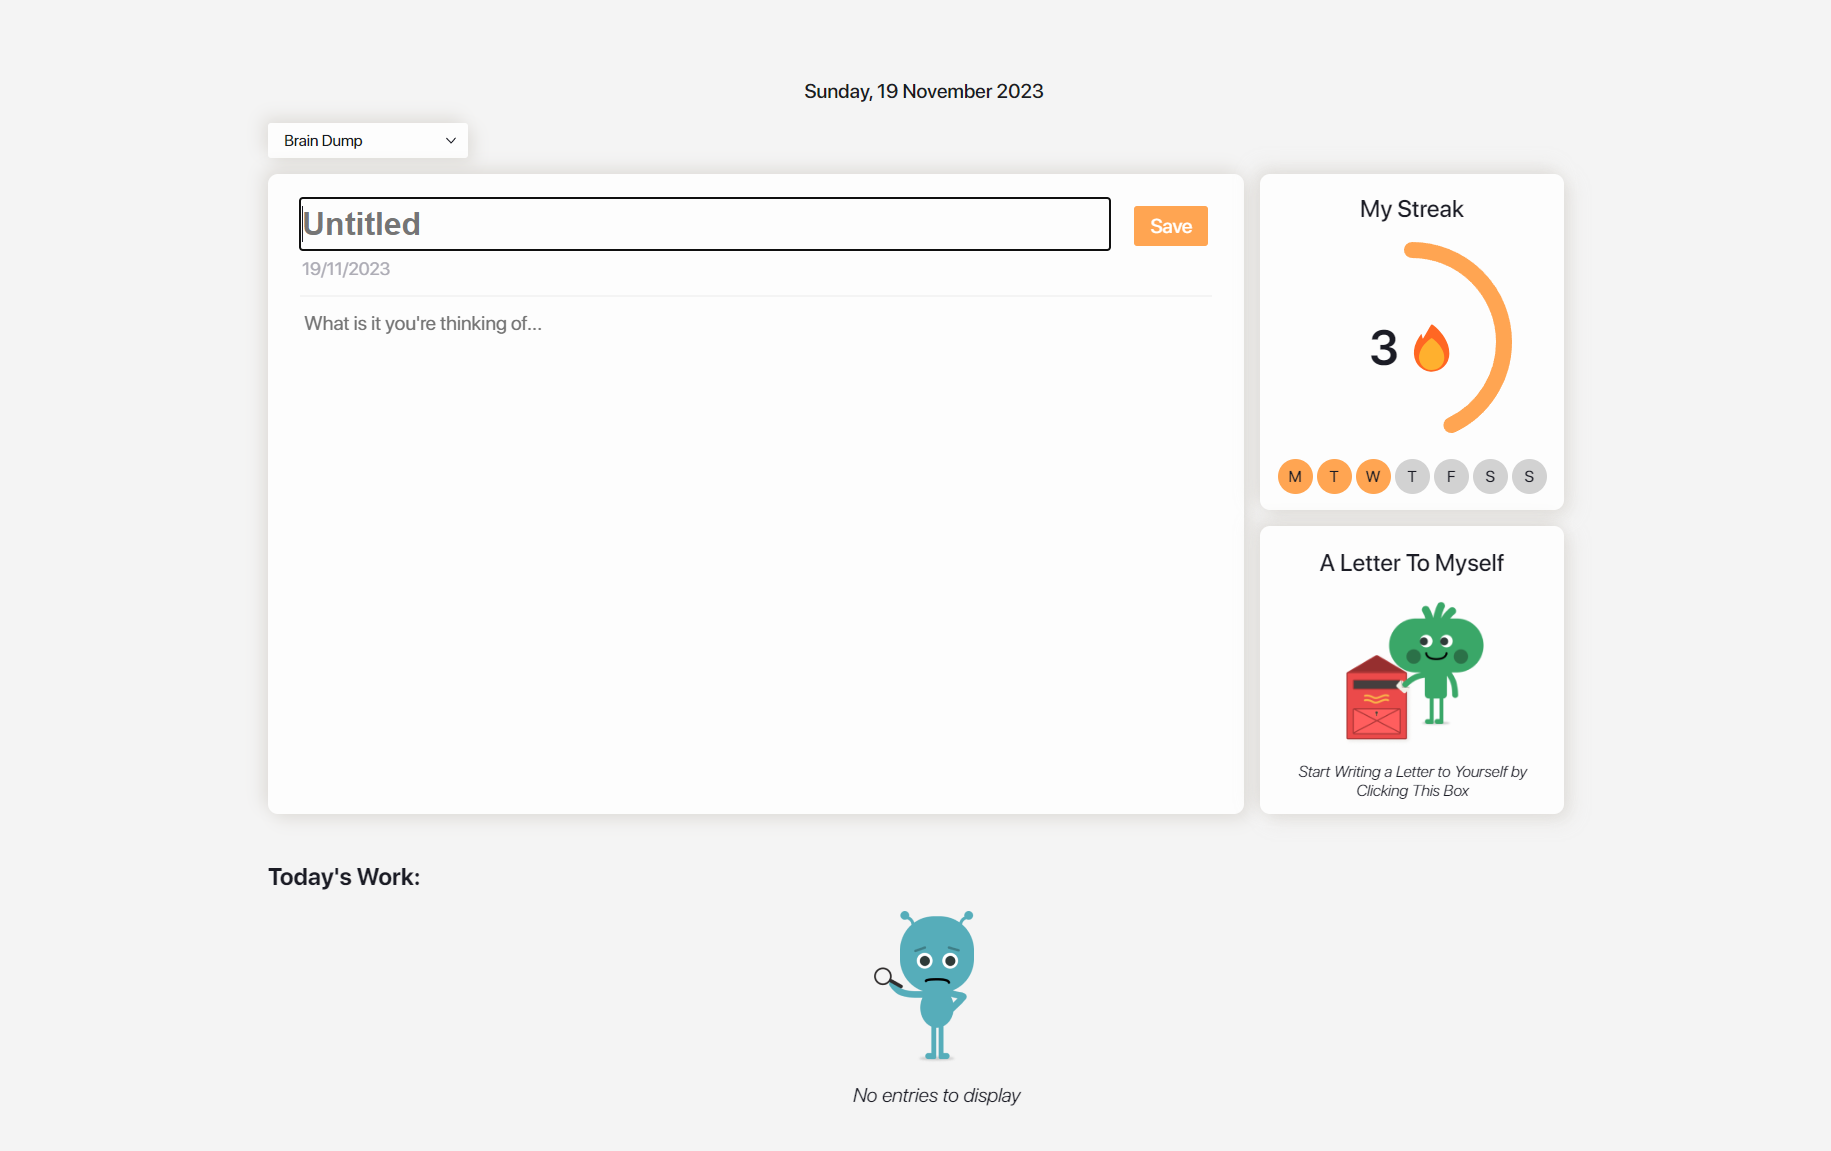 Sunday, 19 November 2023
Brain Dump
Untitled
Save
19/11/2023
What is it you're thinking of...
My Streak
3
M T W T F S S
A Letter To Myself
Start Writing a Letter to Yourself by
Clicking This Box
Today's Work:
No entries to display